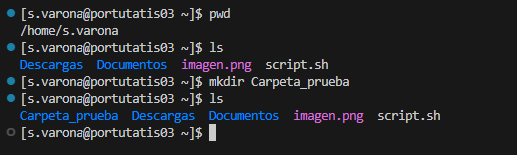 [s.varona@portutatis03 ~]$ pwd
/home/s.varona
[s.varona@portutatis03 ~]$ ls
Descargas  Documentos  imagen.png  script.sh
[s.varona@portutatis03 ~]$ mkdir Carpeta_prueba
[s.varona@portutatis03 ~]$ ls
Carpeta_prueba  Descargas  Documentos  imagen.png  script.sh
[s.varona@portutatis03 ~]$